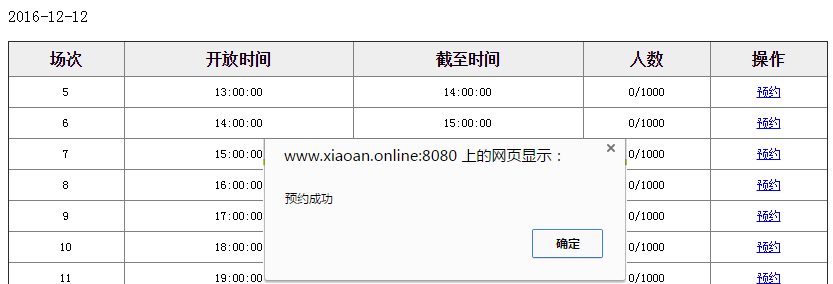 2016-12-12
场次 开放时间 截至时间 人数 操作
5 13:00:00 14:00:00 0/1000 预约
6 14:00:00 15:00:00 0/1000 预约
7 15:00:00 0/1000 预约
www.xiaoan.online:8080 上的网页显示：
8 16:00:00 0/1000 预约
预约成功
9 17:00:00 0/1000 预约
10 18:00:00 0/1000 预约
确定
11 19:00:00 0/1000 预约